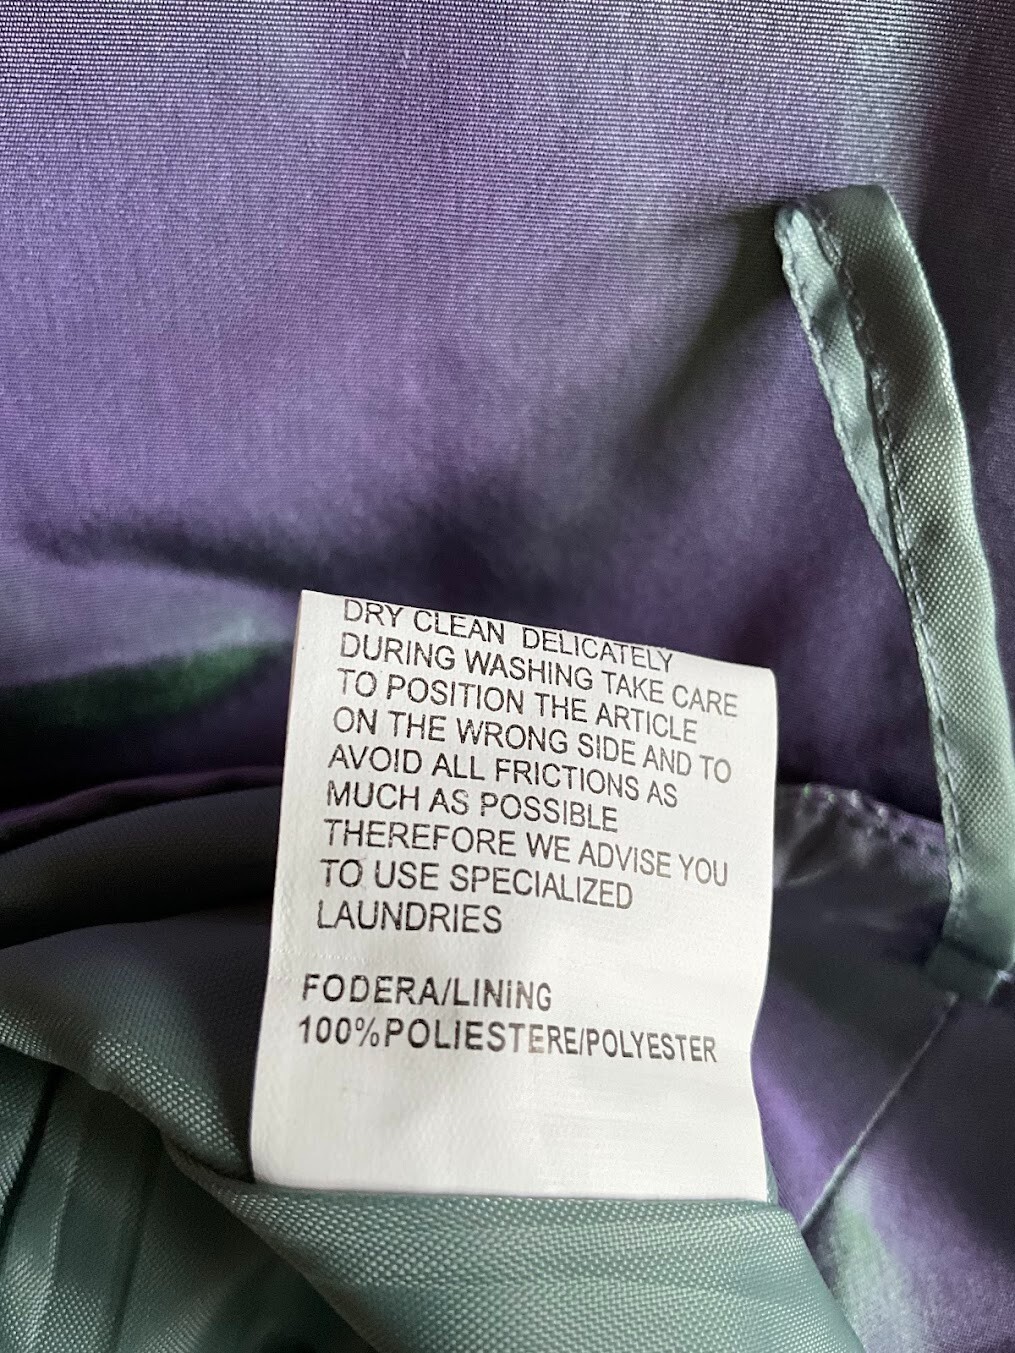 DRY CLEAN DELICATELY
DURING WASHING TAKE CARE
TO POSITION THE ARTICLE
ON THE WRONG SIDE AND TO
AVOID ALL FRICTIONS AS
MUCH AS POSSIBLE
THEREFORE WE ADVISE YOU
TO USE SPECIALIZED
LAUNDRIES
FODERA/LINING
100%POLIESTERE/POLYESTER